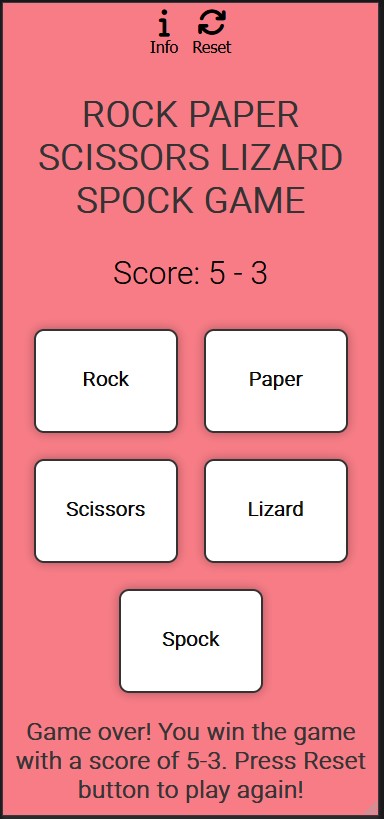 Info Reset
ROCK PAPER
SCISSORS LIZARD
SPOCK GAME
Score: 5 - 3
Rock Paper
Scissors Lizard
Spock
Game over! You win the game
with a score of 5-3. Press Reset
button to play again!